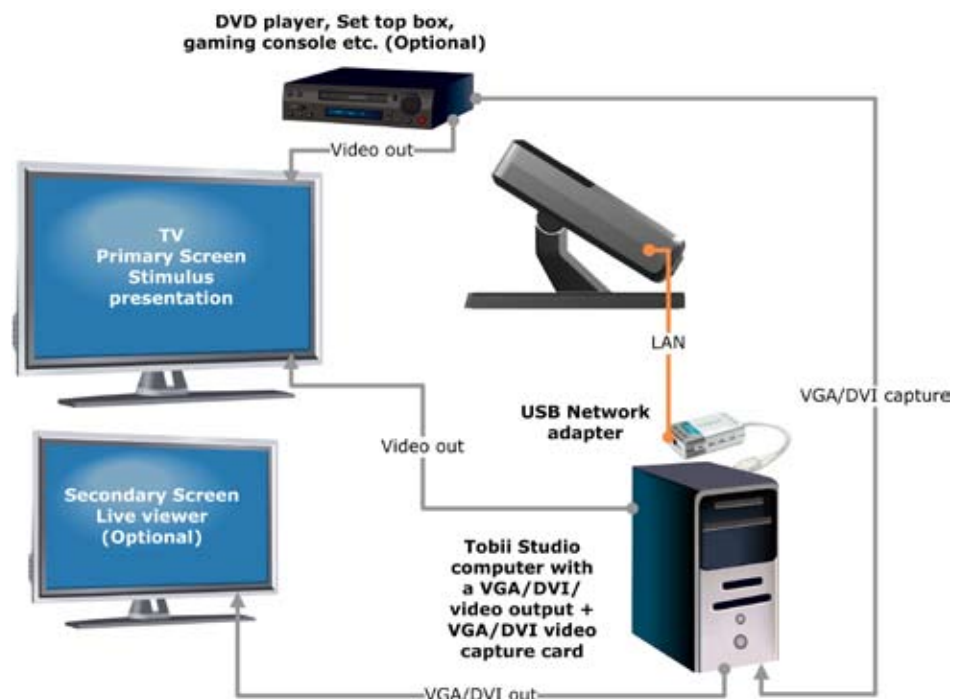 DVD player, Set top box,
gaming console etc. (Optional)
Video out
TV
Primary Screen
Stimulus
presentation
LAN
VGA/DVI capture
USB Network
adapter
Video out
Secondary Screen
Live viewer
(Optional)
Tobii Studio
computer with
a VGA/DVI/
video output +
VGA/DVI video
capture card
VGA/DVI out